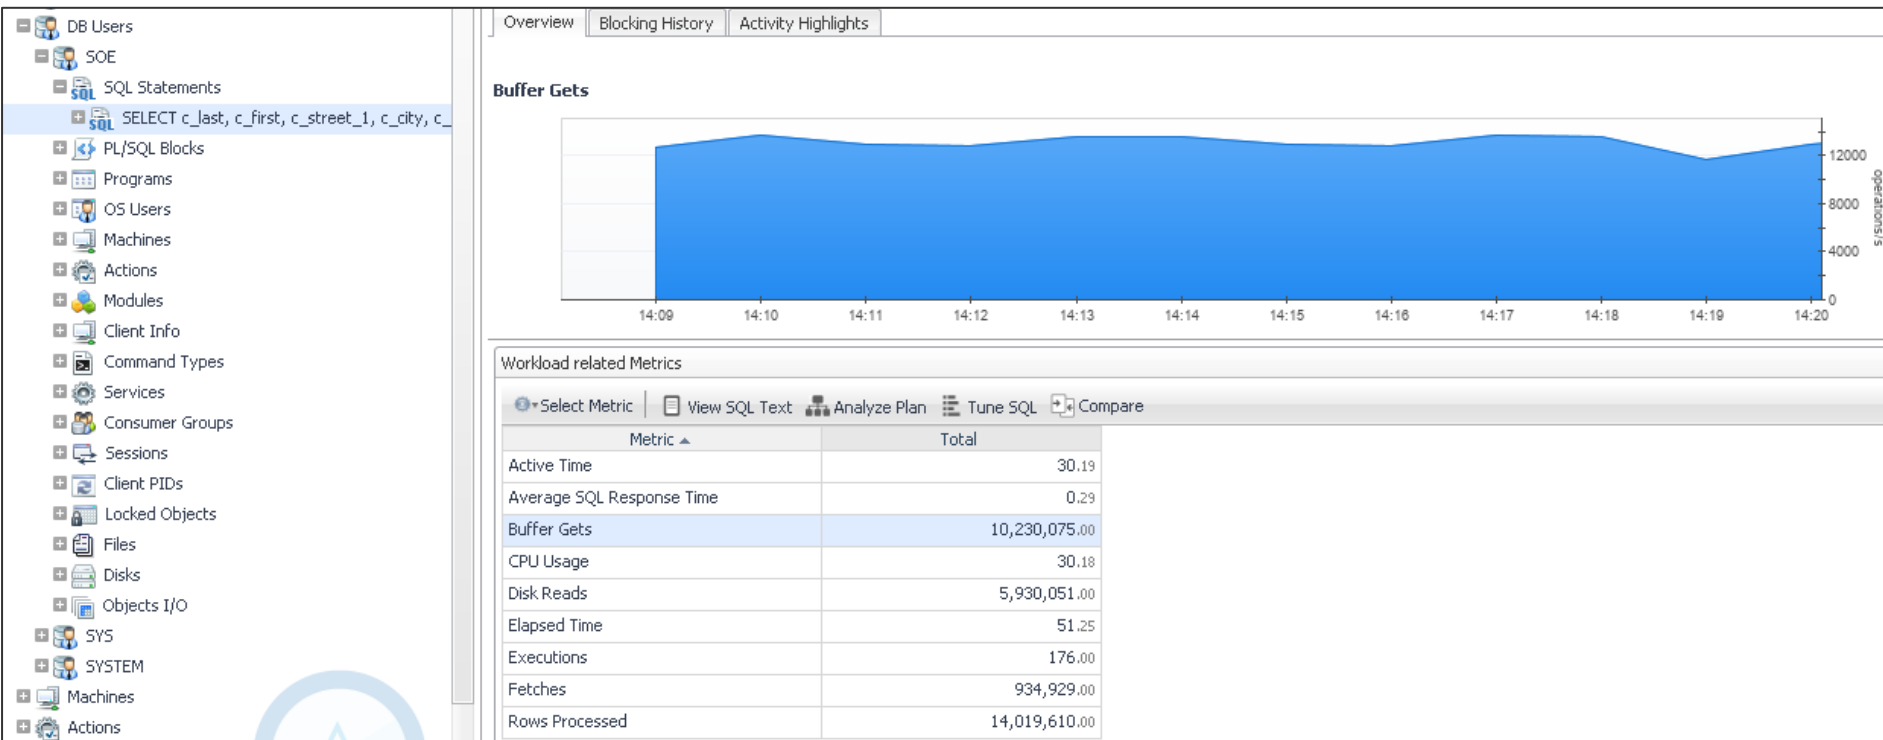 DB Users
SOE
SQL Statements
SQL
SELECT c_last, c_first, c_street_1, c_city, c_
SQL
PL/SQL Blocks
Programs
OS Users
Machines
Actions
Modules
Client Info
Command Types
Services
Consumer Groups
Sessions
Client PIDs
Locked Objects
Files
Disks
Objects I/O
SYS
SYSTEM
Machines
Actions
Overview Blocking History Activity Highlights
Buffer Gets
12000
8000
4000
0
operations/s
14:09 14:10 14:11 14:12 14:13 14:14 14:15 14:16 14:17 14:18 14:19 14:20
Workload related Metrics
Select Metric View SQL Text Analyze Plan Tune SQL Compare
Metric Total
Active Time 30.19
Average SQL Response Time 0.29
Buffer Gets 10,230,075.00
CPU Usage 30.18
Disk Reads 5,930,051.00
Elapsed Time 51.25
Executions 176.00
Fetches 934,929.00
Rows Processed 14,019,610.00